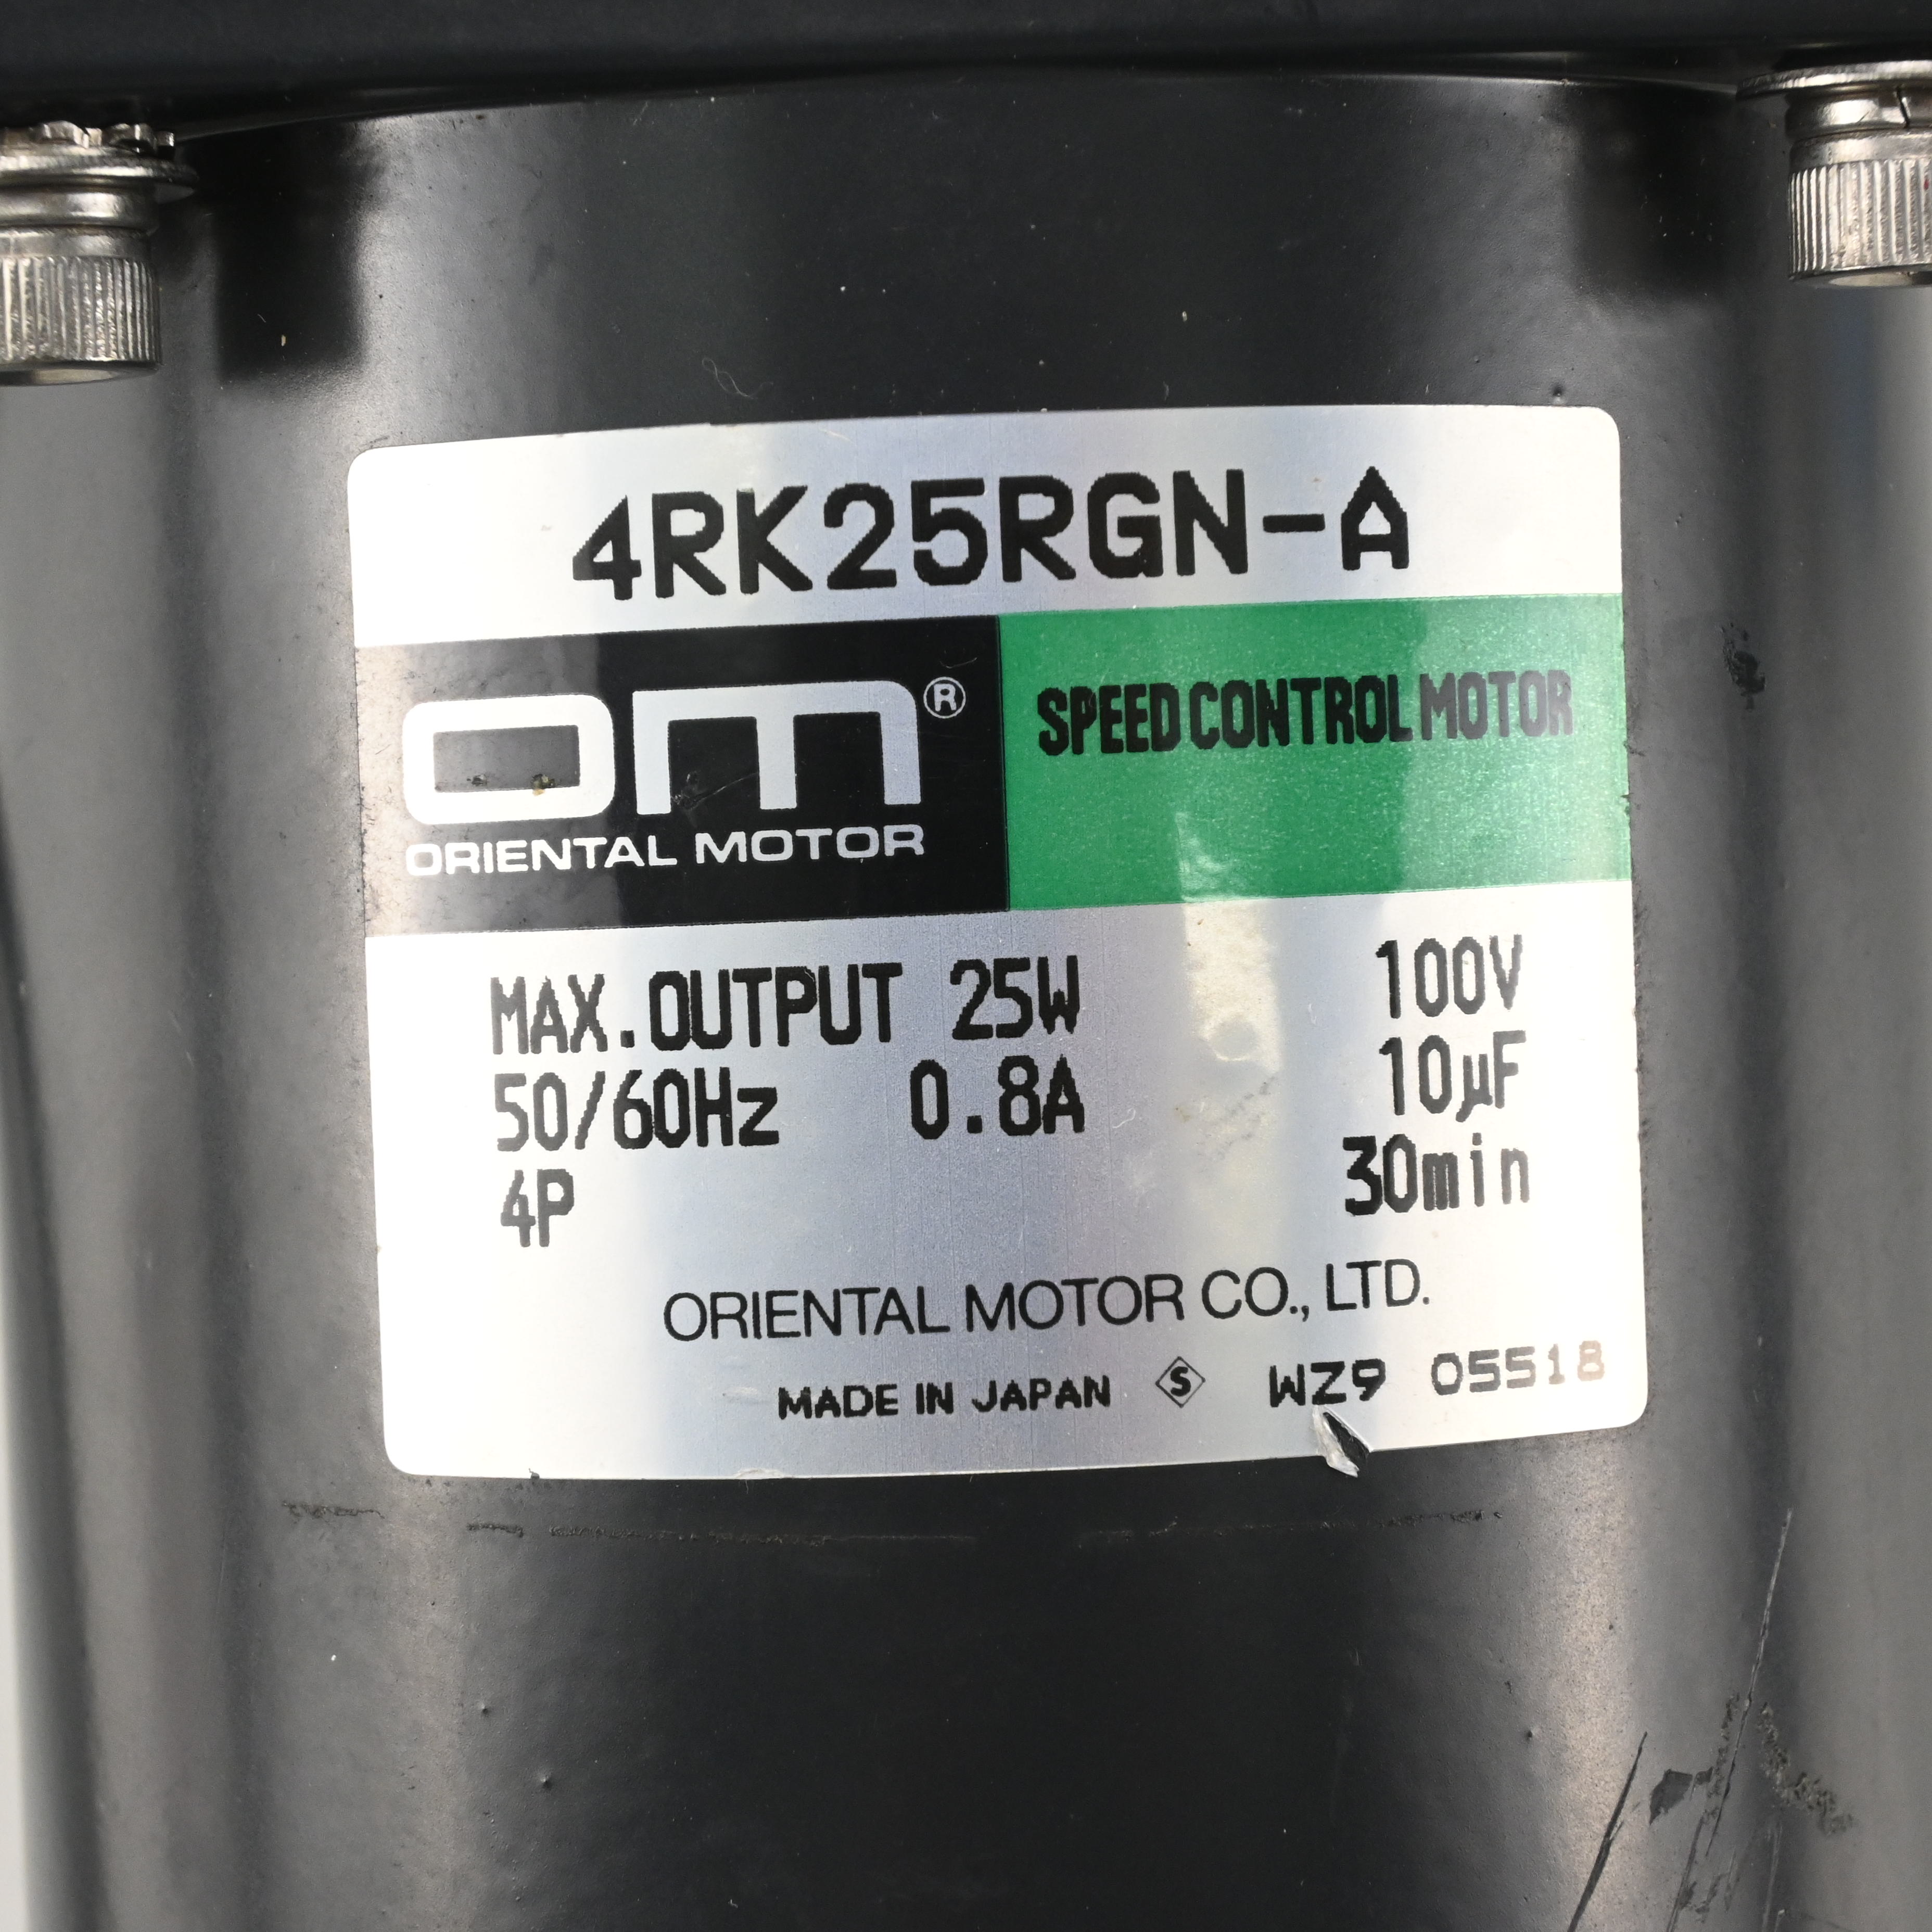 4RK25RGN-A
om®
ORIENTAL MOTOR
SPEED CONTROL MOTOR
MAX.OUTPUT 25W 100V
50/60Hz 0.8A 10µF
4P 30min
ORIENTAL MOTOR CO., LTD.
MADE IN JAPAN S WZ9 05518